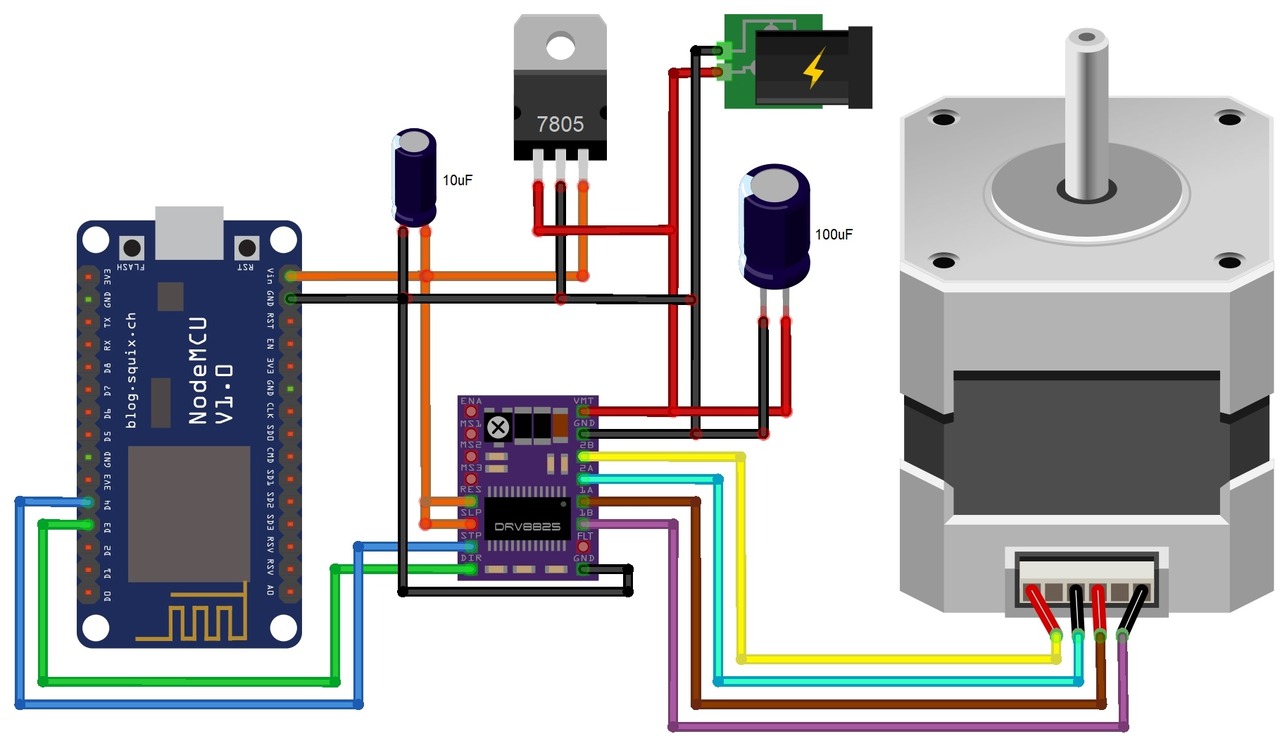 7805
10uF
100uF
FLASH
RST
3V3
GND
TX
RX
D8
D7
D6
D5
GND
3V3
D4
D3
D2
D1
D0
blog.squix.ch
NodeMCU
V1.0
Vin
GND
RST
EN
3V3
GND
CLK
SD0
CMD
SD1
SD2
SD3
RSV
RSV
A0
ENA
MS1
MS2
MS3
RES
SLP
STP
DIR
DRV8825
VMT
GND
2B
2A
1A
1B
FLT
GND